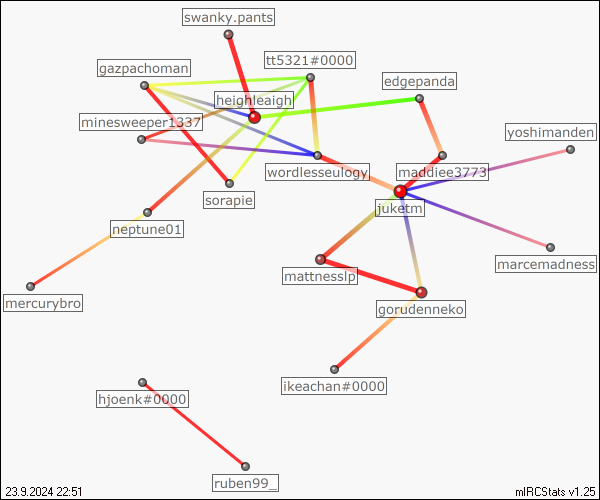 swanky.pants
tt5321#0000
gazpachoman
edgepanda
heighleaigh
minesweeper1337
yoshimanden
wordlesseulogy
maddiee3773
sorapie
juketm
neptune01
marcemadness
mattnesslp
mercurybro
gorudenneko
ikeachan#0000
hjoenk#0000
ruben99_
23.9.2024 22:51
mIRCStats v1.25